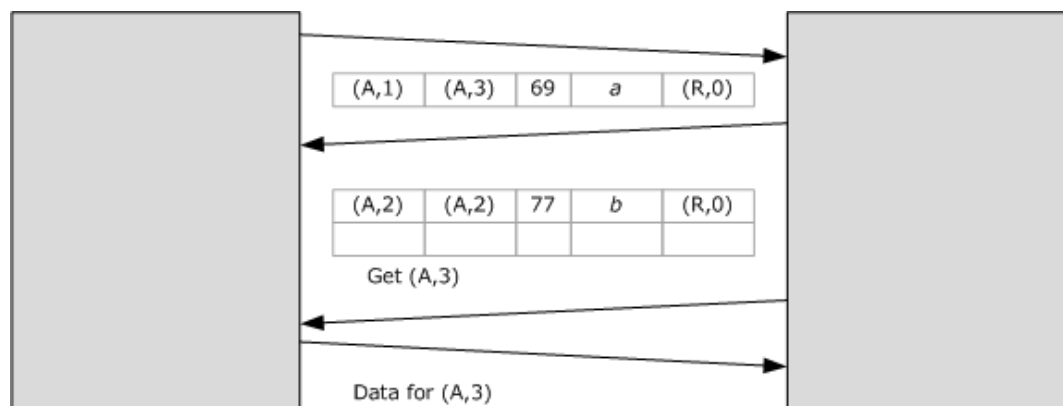 (A,1) (A,3) 69 a (R,0)
(A,2) (A,2) 77 b (R,0)
Get (A,3)
Data for (A,3)